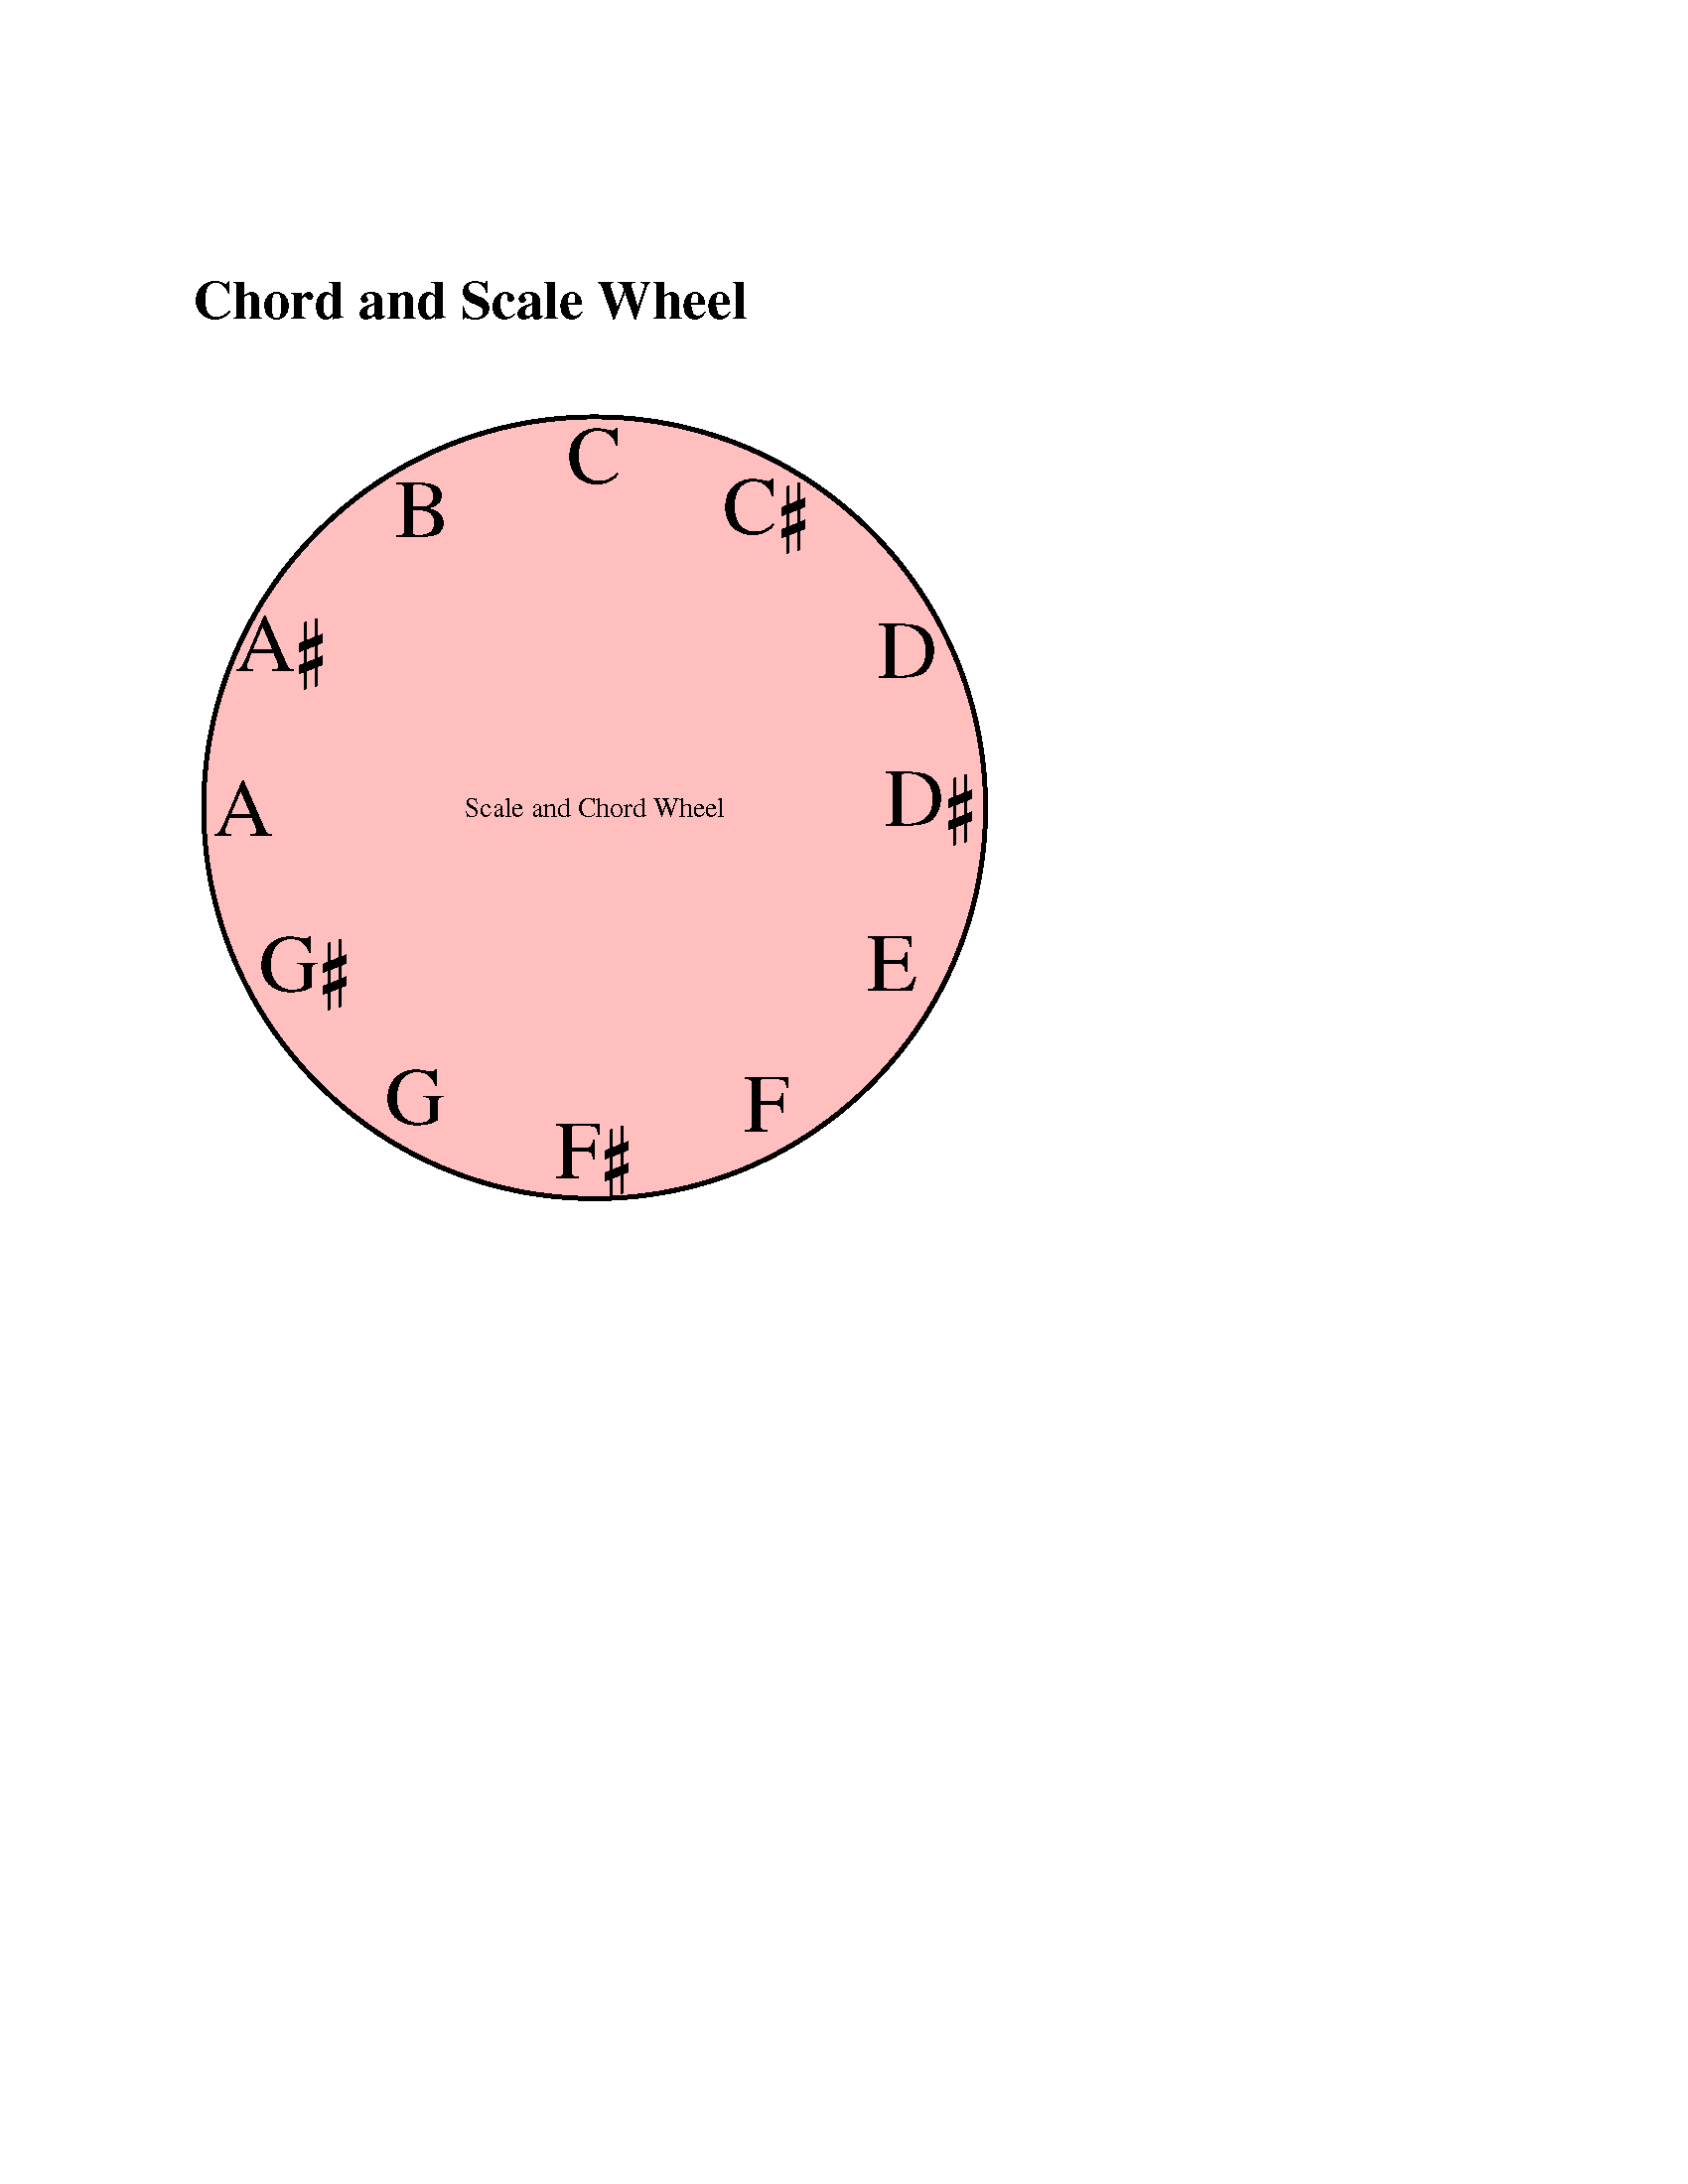 Chord and Scale Wheel
C
C♯
D
D♯
E
F
F♯
G
G♯
A
A♯
B
Scale and Chord Wheel